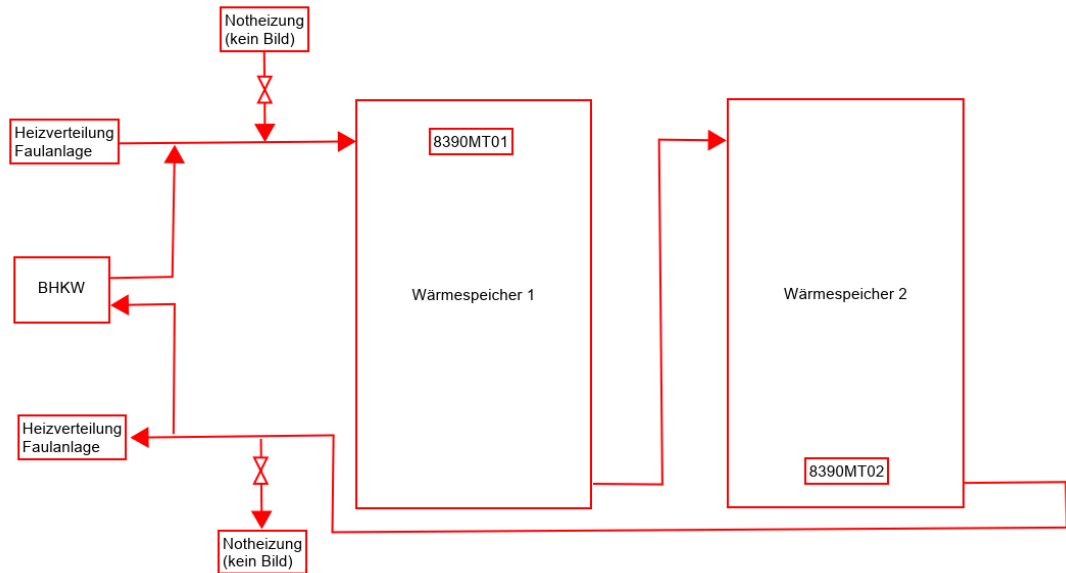 Notheizung
(kein Bild)
Heizverteilung
Faulanlage
8390MT01
BHKW
Wärmespeicher 1
Wärmespeicher 2
Heizverteilung
Faulanlage
8390MT02
Notheizung
(kein Bild)